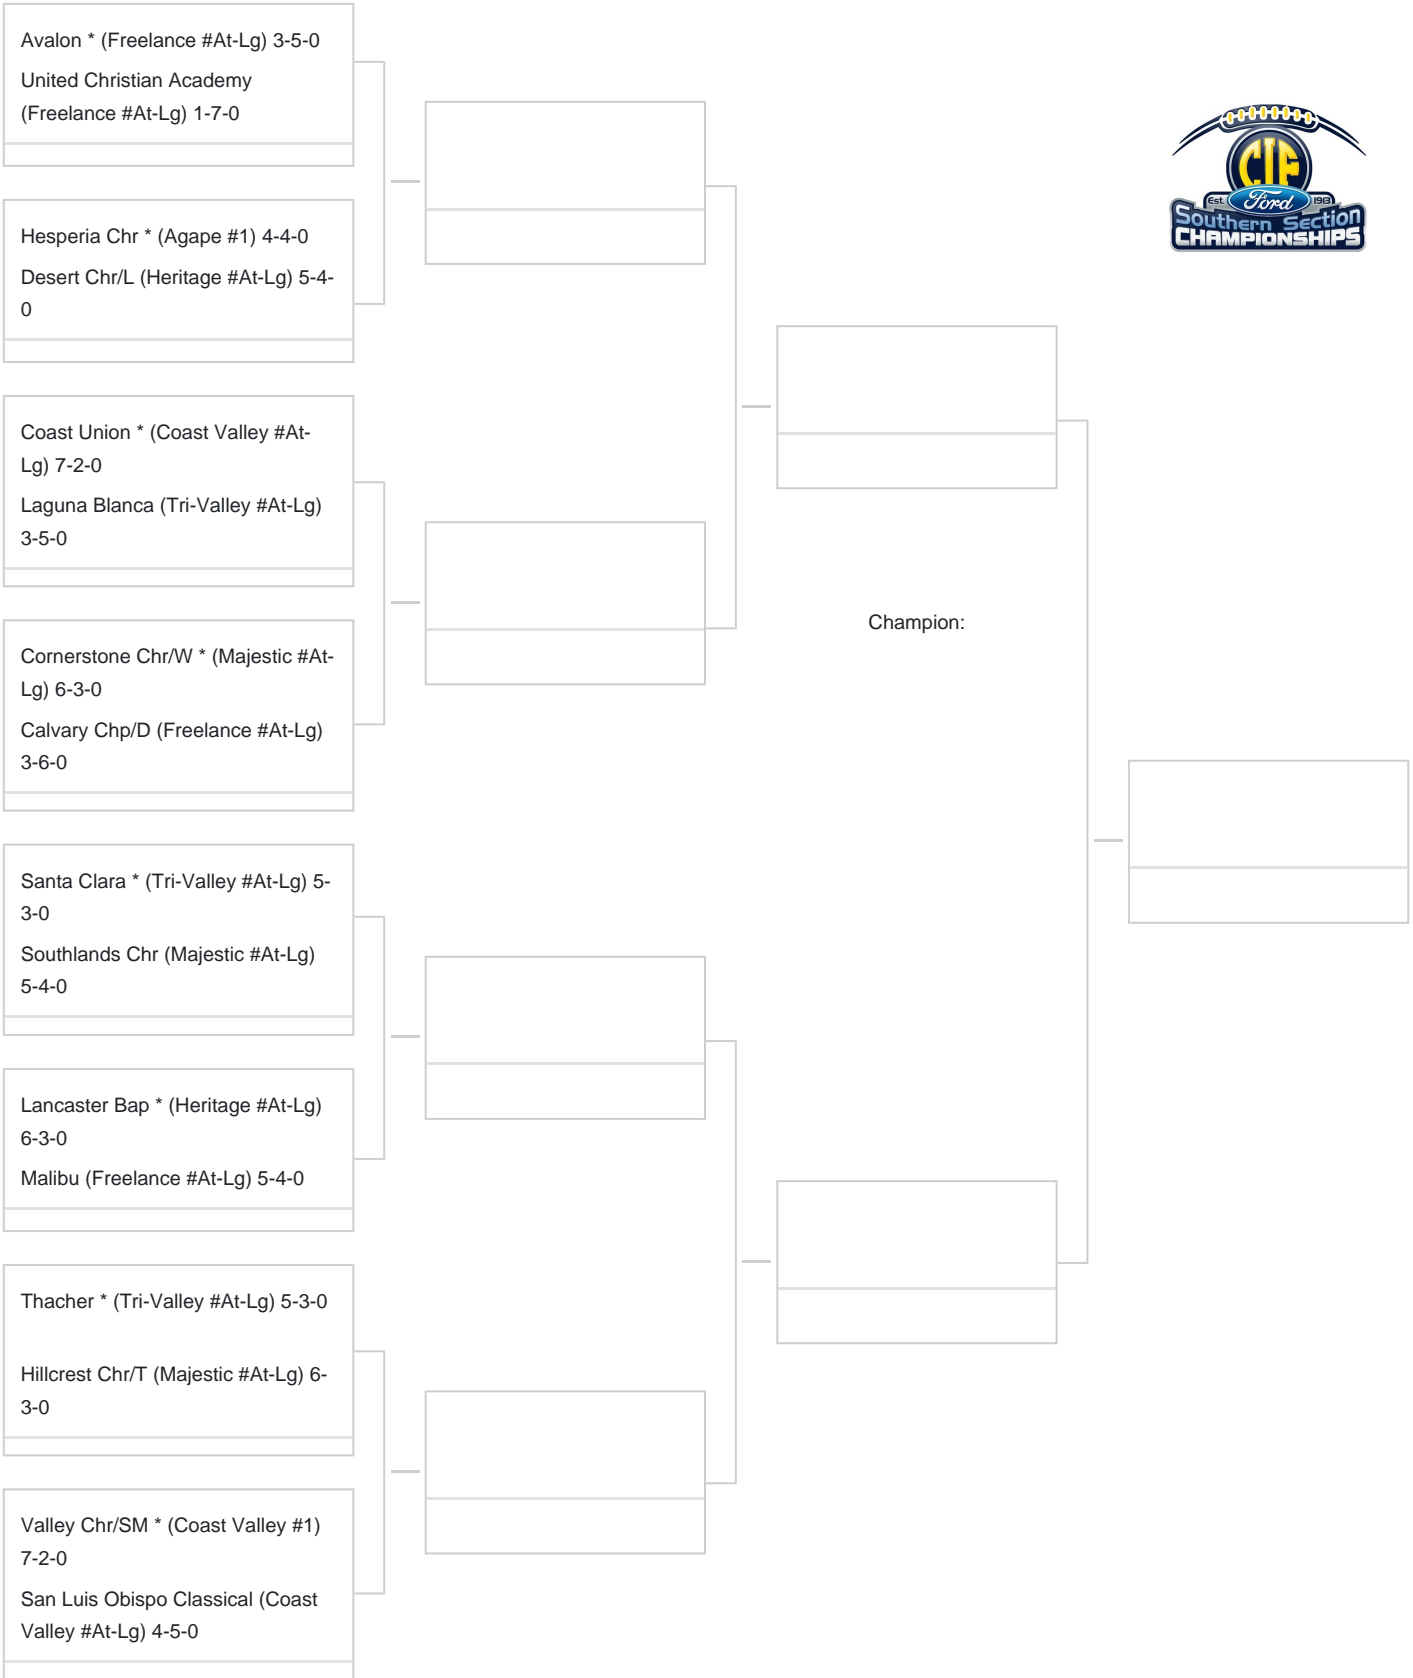 Avalon * (Freelance #At-Lg) 3-5-0
United Christian Academy
(Freelance #At-Lg) 1-7-0
Hesperia Chr * (Agape #1) 4-4-0
Desert Chr/L (Heritage #At-Lg) 5-4-
0
Coast Union * (Coast Valley #At-
Lg) 7-2-0
Laguna Blanca (Tri-Valley #At-Lg)
3-5-0
Cornerstone Chr/W * (Majestic #At-
Lg) 6-3-0
Calvary Chp/D (Freelance #At-Lg)
3-6-0
Santa Clara * (Tri-Valley #At-Lg) 5-
3-0
Southlands Chr (Majestic #At-Lg)
5-4-0
Lancaster Bap * (Heritage #At-Lg)
6-3-0
Malibu (Freelance #At-Lg) 5-4-0
Thacher * (Tri-Valley #At-Lg) 5-3-0
Hillcrest Chr/T (Majestic #At-Lg) 6-
3-0
Valley Chr/SM * (Coast Valley #1)
7-2-0
San Luis Obispo Classical (Coast
Valley #At-Lg) 4-5-0
CIF
Est. Ford 1913
Southern Section
CHAMPIONSHIPS
Champion: